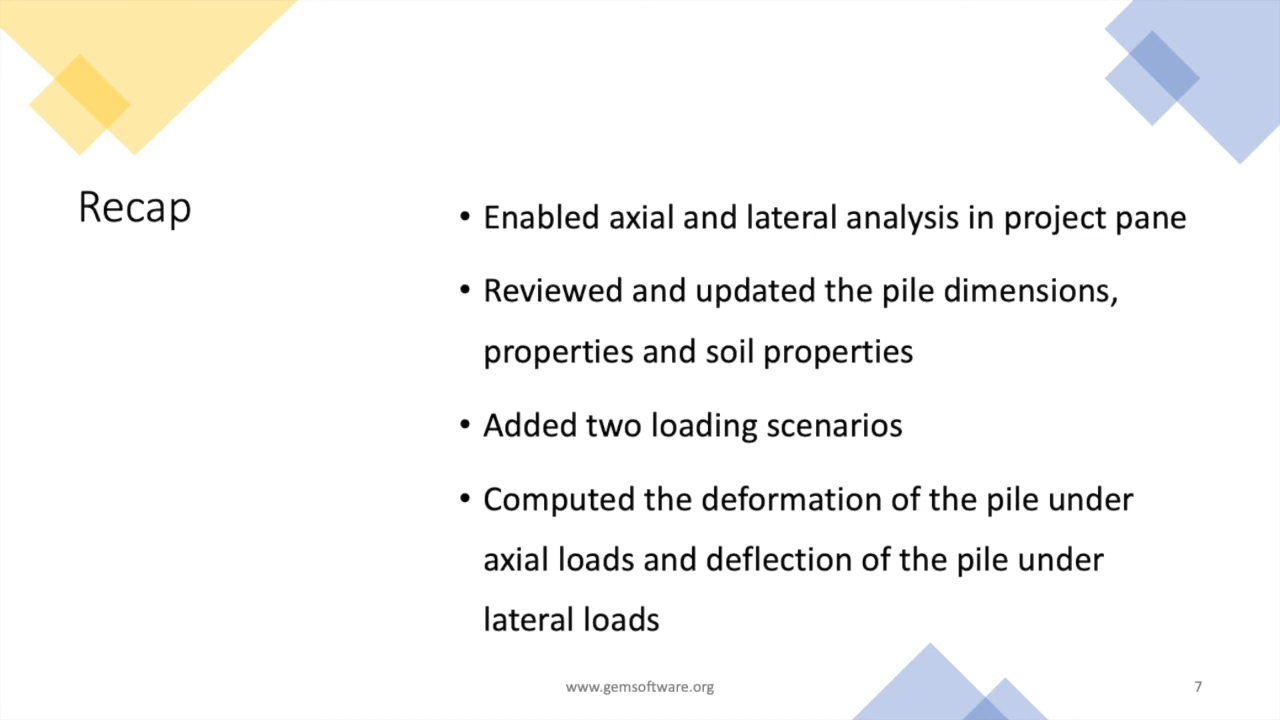 Recap
• Enabled axial and lateral analysis in project pane
• Reviewed and updated the pile dimensions,
properties and soil properties
• Added two loading scenarios
• Computed the deformation of the pile under
axial loads and deflection of the pile under
lateral loads
www.gemsoftware.org
7